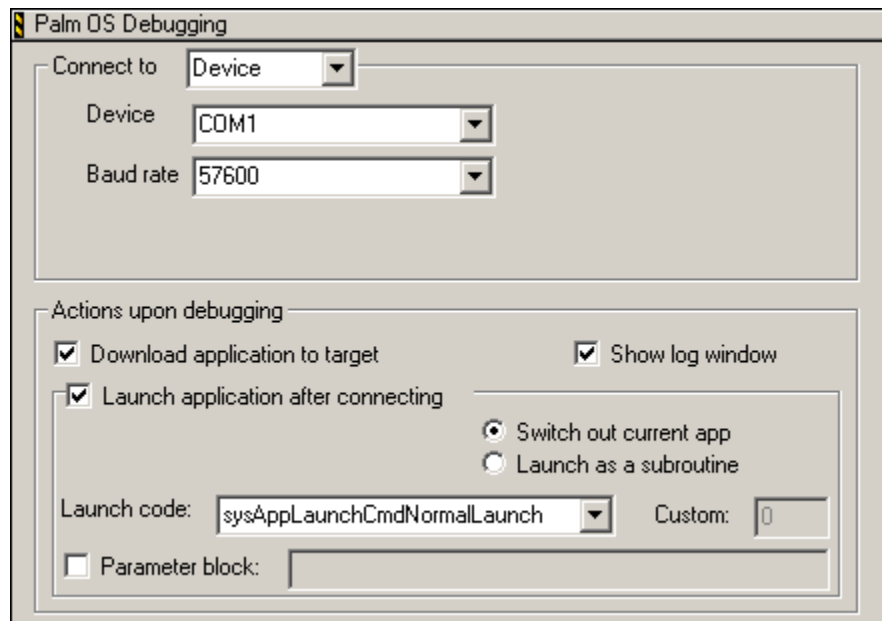 Palm OS Debugging
Connect to Device
Device COM1
Baud rate 57600
Actions upon debugging
Download application to target Show log window
Launch application after connecting
Switch out current app
Launch as a subroutine
Launch code: sysAppLaunchCmdNormalLaunch Custom: 0
Parameter block: